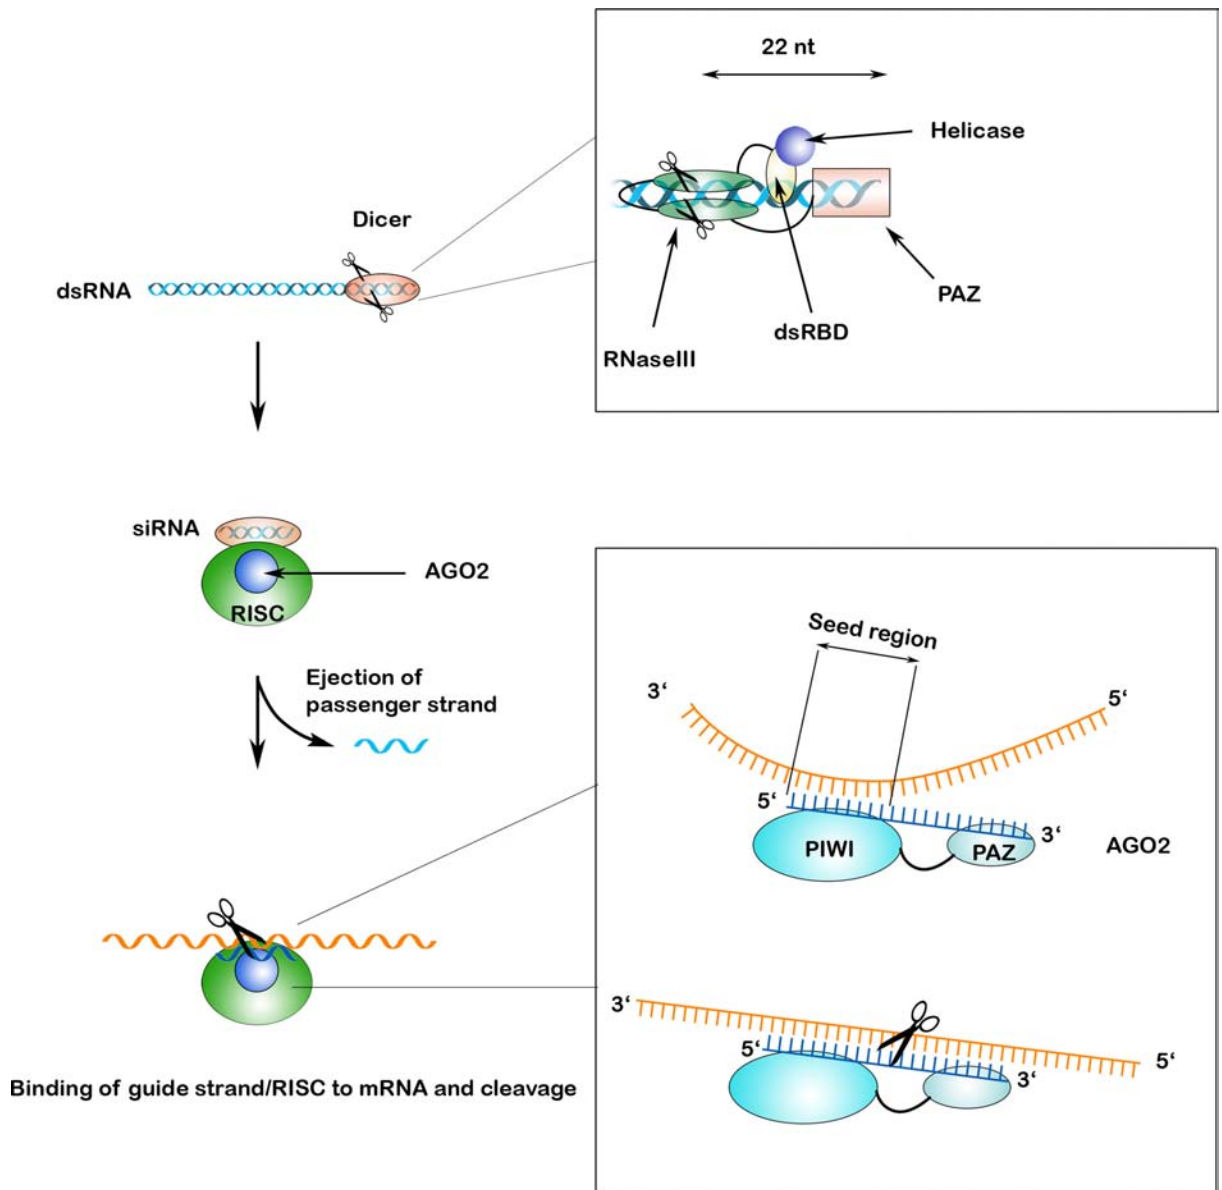 22 nt
Helicase
Dicer
dsRNA
PAZ
dsRBD
RNaseIII
siRNA
AGO2
RISC
Ejection of
passenger strand
Seed region
3‘
5‘
5‘
3‘
PIWI
PAZ
AGO2
3‘
5‘
5‘
3‘
Binding of guide strand/RISC to mRNA and cleavage